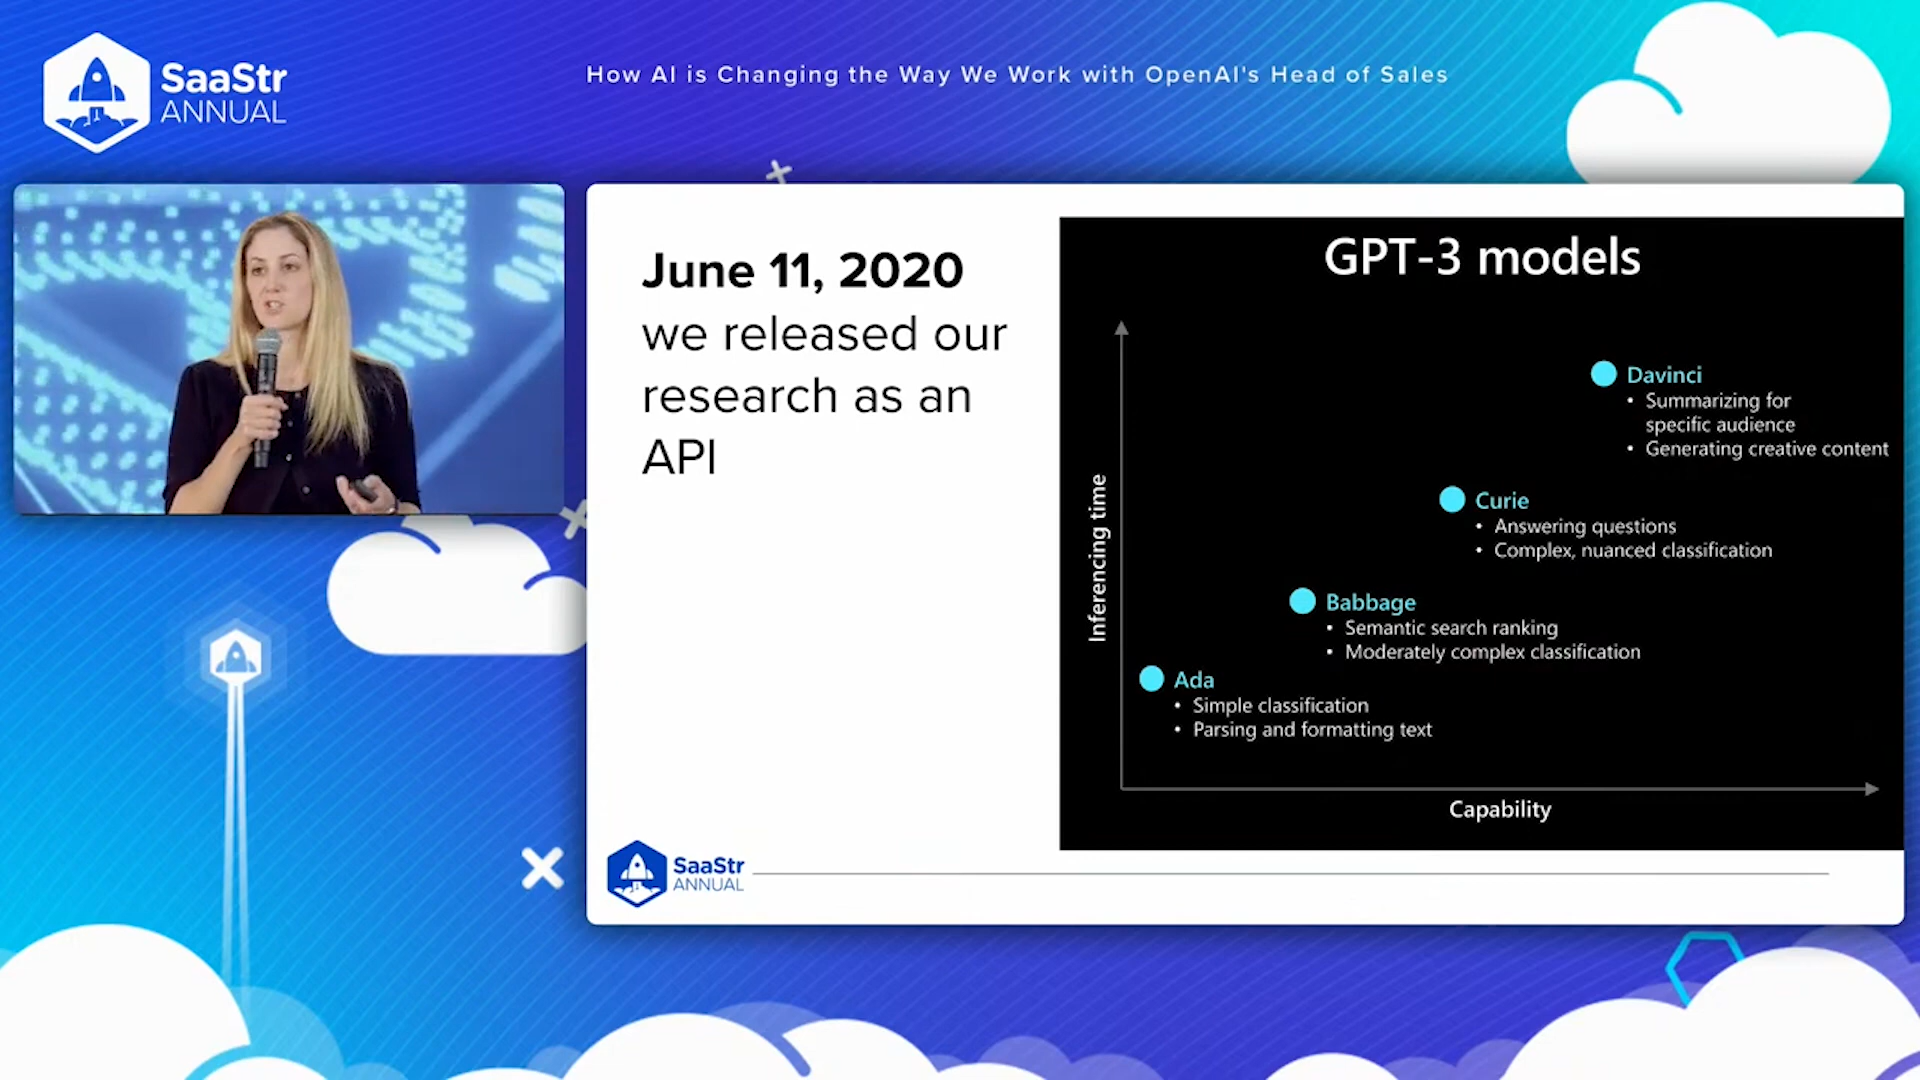 SaaStr
ANNUAL
How AI is Changing the Way We Work with OpenAI's Head of Sales
June 11, 2020
we released our
research as an
API
GPT-3 models
Inferencing time
Davinci
• Summarizing for
specific audience
• Generating creative content
Curie
• Answering questions
• Complex, nuanced classification
Babbage
• Semantic search ranking
• Moderately complex classification
Ada
• Simple classification
• Parsing and formatting text
Capability
SaaStr
ANNUAL